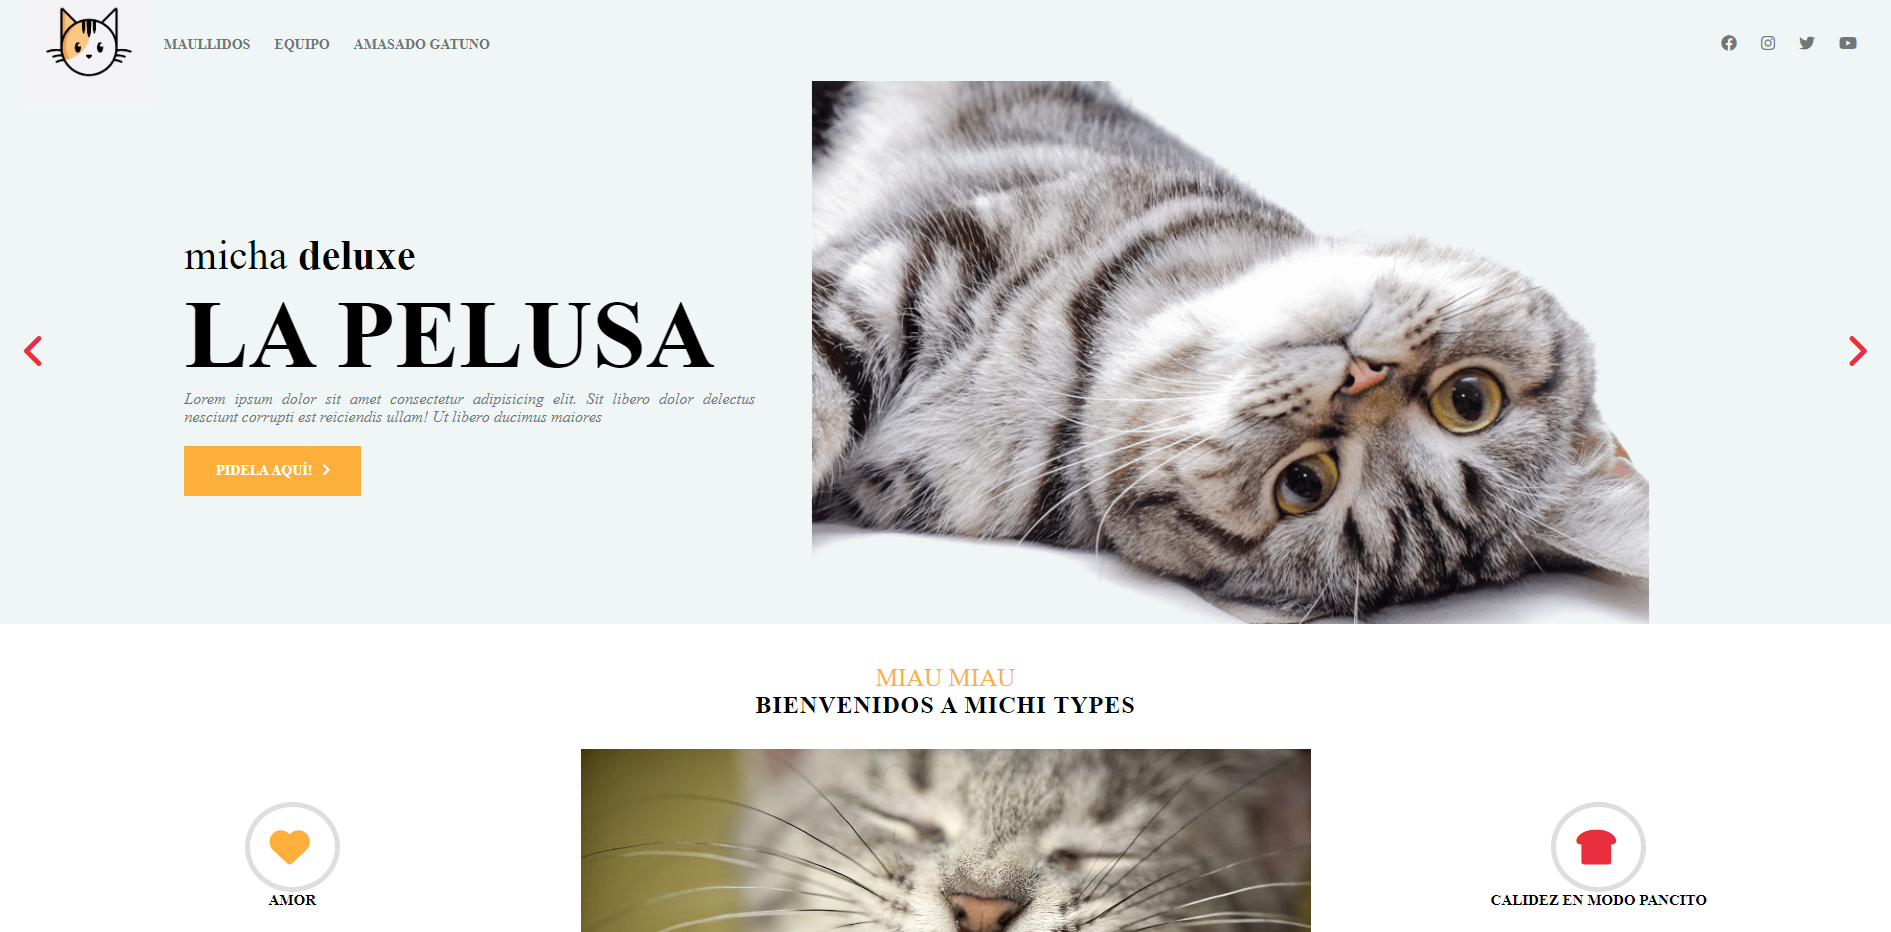 MAULLIDOS EQUIPO AMASADO GATUNO
micha deluxe
LA PELUSA
Lorem ipsum dolor sit amet consectetur adipisicing elit. Sit libero dolor delectus
nesciunt corrupti est reiciendis ullam! Ut libero ducimus maiores
PIDELA AQUÍ!
MIAU MIAU
BIENVENIDOS A MICHI TYPES
AMOR
CALIDEZ EN MODO PANCITO